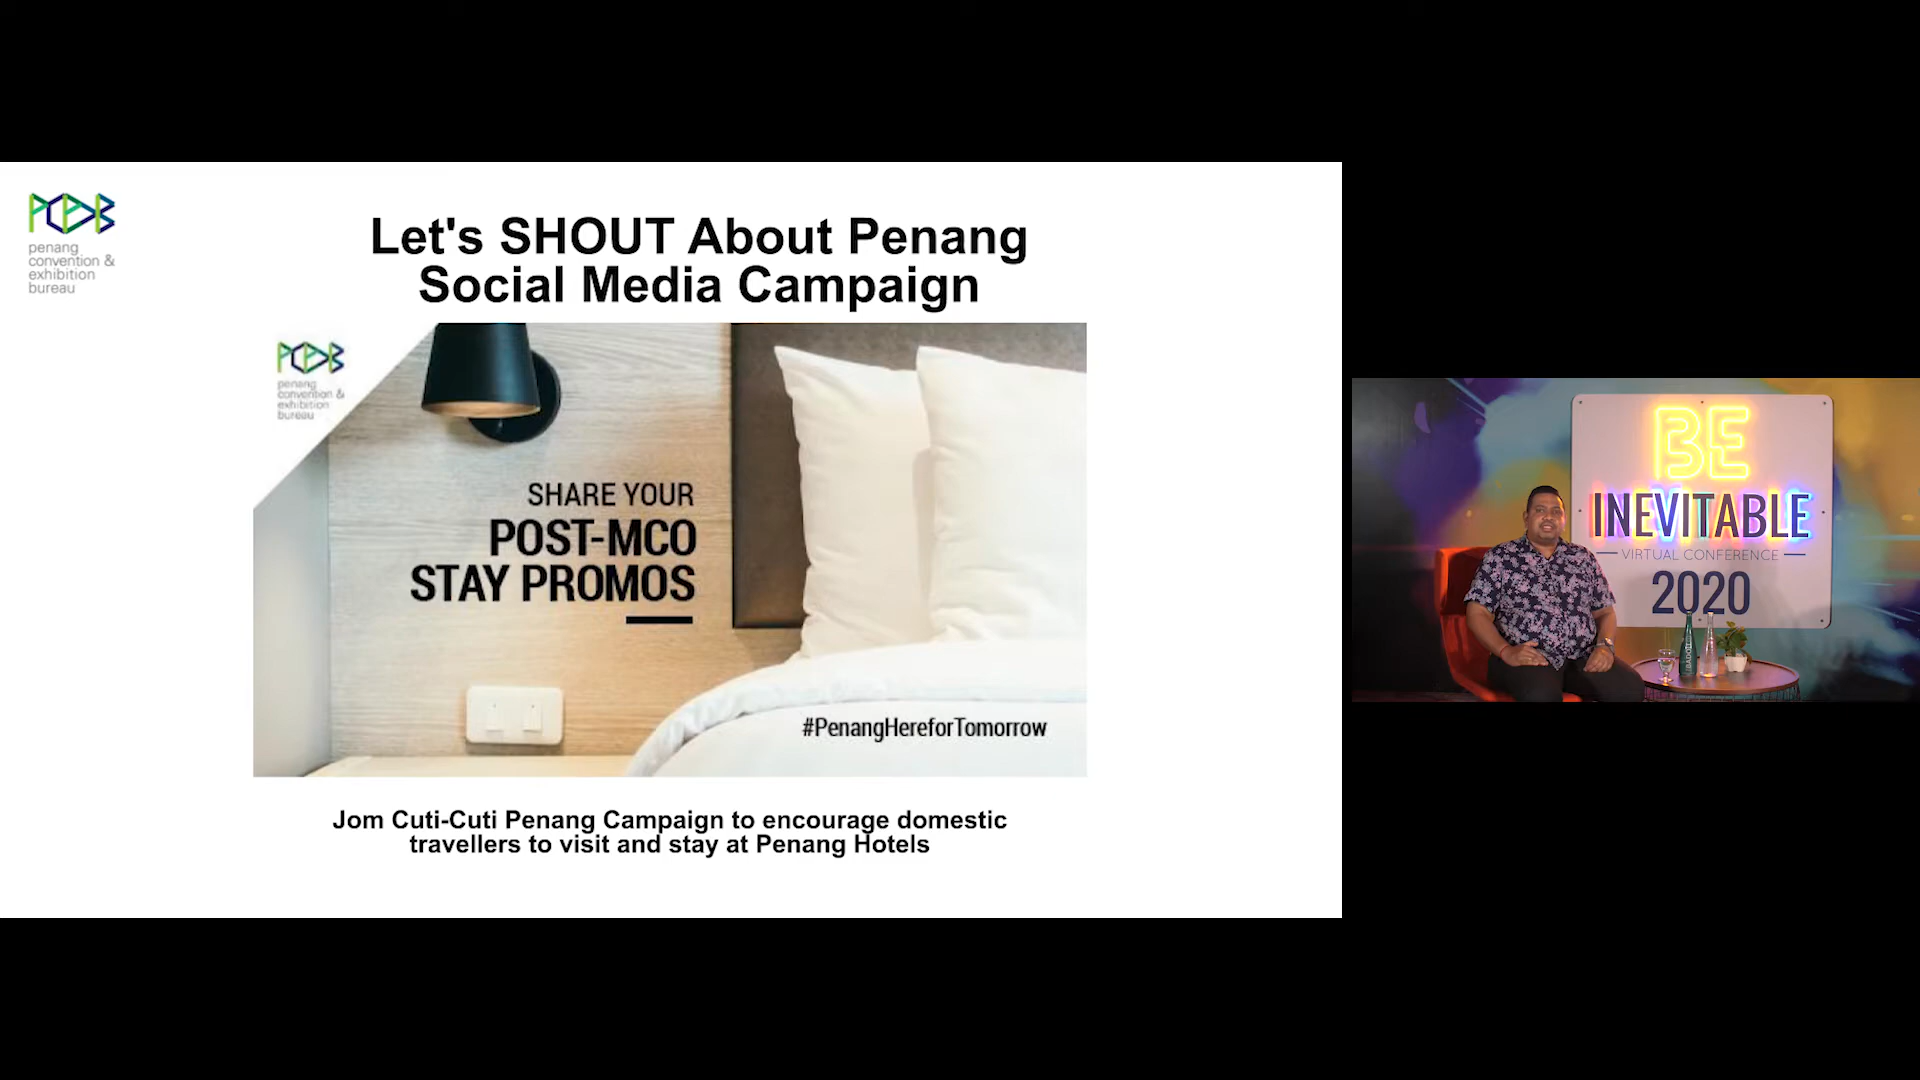 penang
convention &
exhibition
bureau
Let's SHOUT About Penang
Social Media Campaign
penang
convention &
exhibition
bureau
SHARE YOUR
POST-MCO
STAY PROMOS
#PenangHereforTomorrow
Jom Cuti-Cuti Penang Campaign to encourage domestic
travellers to visit and stay at Penang Hotels
BE
INEVITABLE
VIRTUAL CONFERENCE
2020